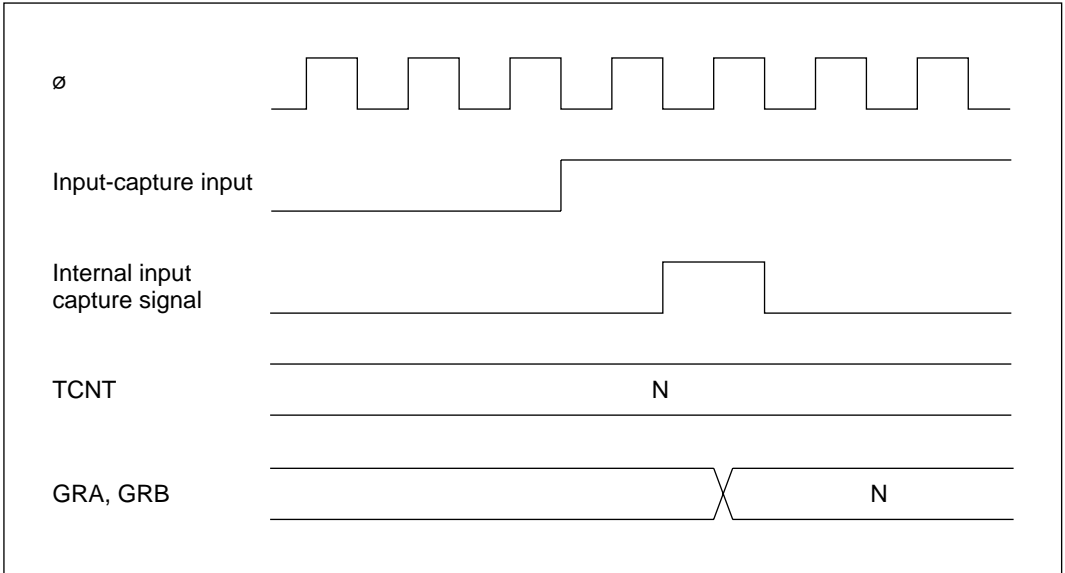 ø
Input-capture input
Internal input
capture signal
TCNT
N
GRA, GRB
N